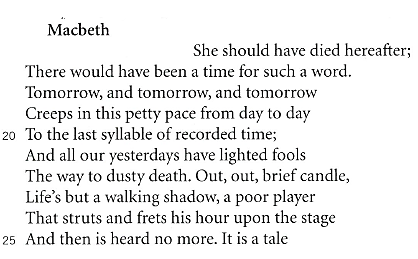 Macbeth
She should have died hereafter;
There would have been a time for such a word.
Tomorrow, and tomorrow, and tomorrow
Creeps in this petty pace from day to day
20 To the last syllable of recorded time;
And all our yesterdays have lighted fools
The way to dusty death. Out, out, brief candle,
Life's but a walking shadow, a poor player
That struts and frets his hour upon the stage
25 And then is heard no more. It is a tale